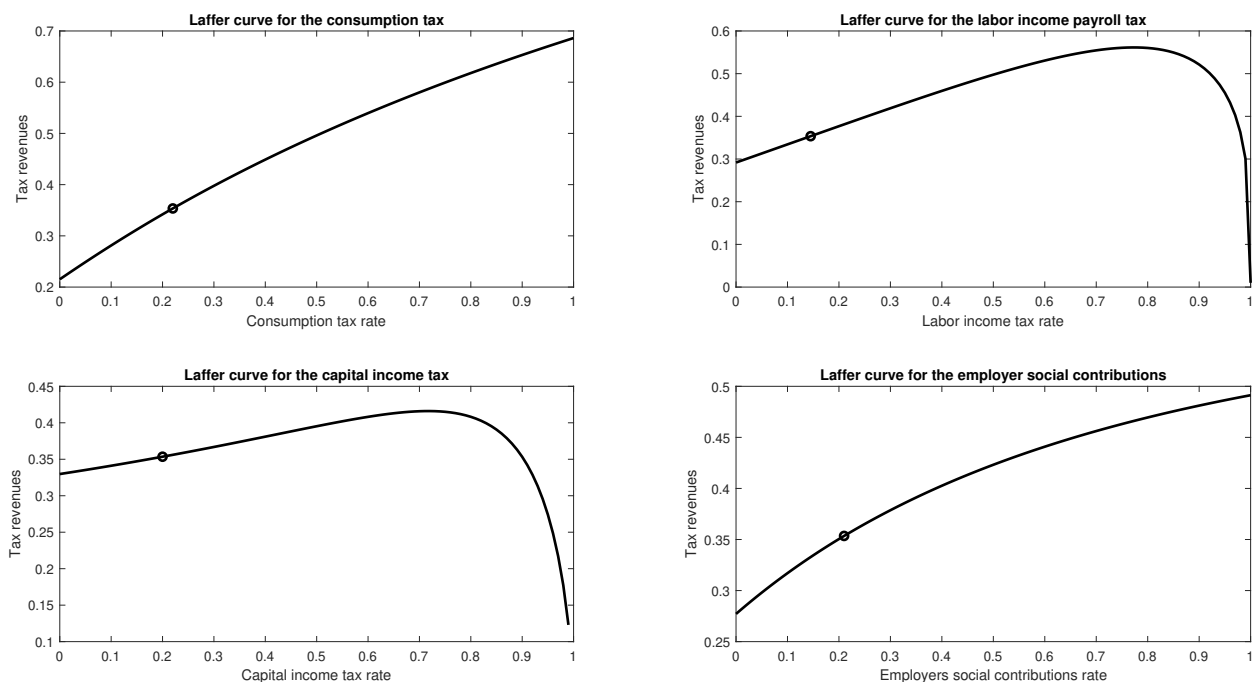 Laffer curve for the consumption tax
Tax revenues
0.7
0.6
0.5
0.4
0.3
0.2
0 0.1 0.2 0.3 0.4 0.5 0.6 0.7 0.8 0.9 1
Consumption tax rate
Laffer curve for the labor income payroll tax
Tax revenues
0.6
0.5
0.4
0.3
0.2
0.1
0
0 0.1 0.2 0.3 0.4 0.5 0.6 0.7 0.8 0.9 1
Labor income tax rate
Laffer curve for the capital income tax
Tax revenues
0.45
0.4
0.35
0.3
0.25
0.2
0.15
0.1
0 0.1 0.2 0.3 0.4 0.5 0.6 0.7 0.8 0.9 1
Capital income tax rate
Laffer curve for the employer social contributions
Tax revenues
0.5
0.45
0.4
0.35
0.3
0.25
0 0.1 0.2 0.3 0.4 0.5 0.6 0.7 0.8 0.9 1
Employers social contributions rate